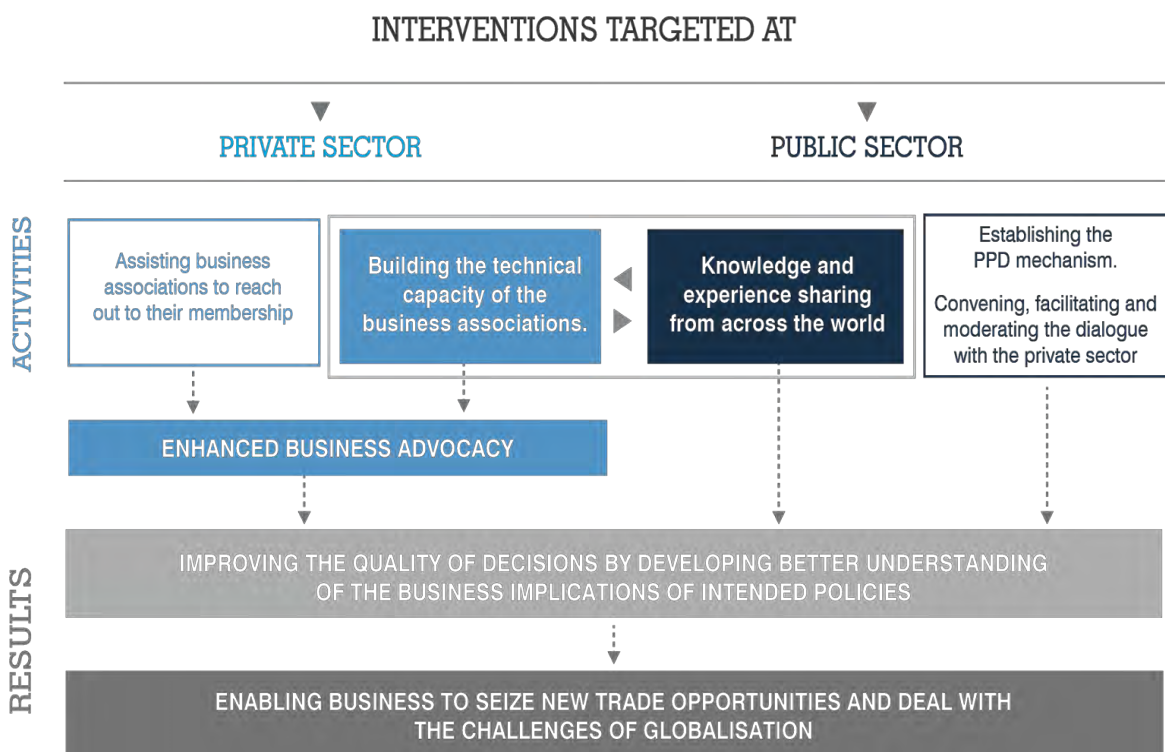 INTERVENTIONS TARGETED AT
PRIVATE SECTOR
PUBLIC SECTOR
ACTIVITIES
Assisting business
associations to reach
out to their membership
Building the technical
capacity of the
business associations.
Knowledge and
experience sharing
from across the world
Establishing the
PPD mechanism.
Convening, facilitating and
moderating the dialogue
with the private sector
ENHANCED BUSINESS ADVOCACY
RESULTS
IMPROVING THE QUALITY OF DECISIONS BY DEVELOPING BETTER UNDERSTANDING
OF THE BUSINESS IMPLICATIONS OF INTENDED POLICIES
ENABLING BUSINESS TO SEIZE NEW TRADE OPPORTUNITIES AND DEAL WITH
THE CHALLENGES OF GLOBALISATION